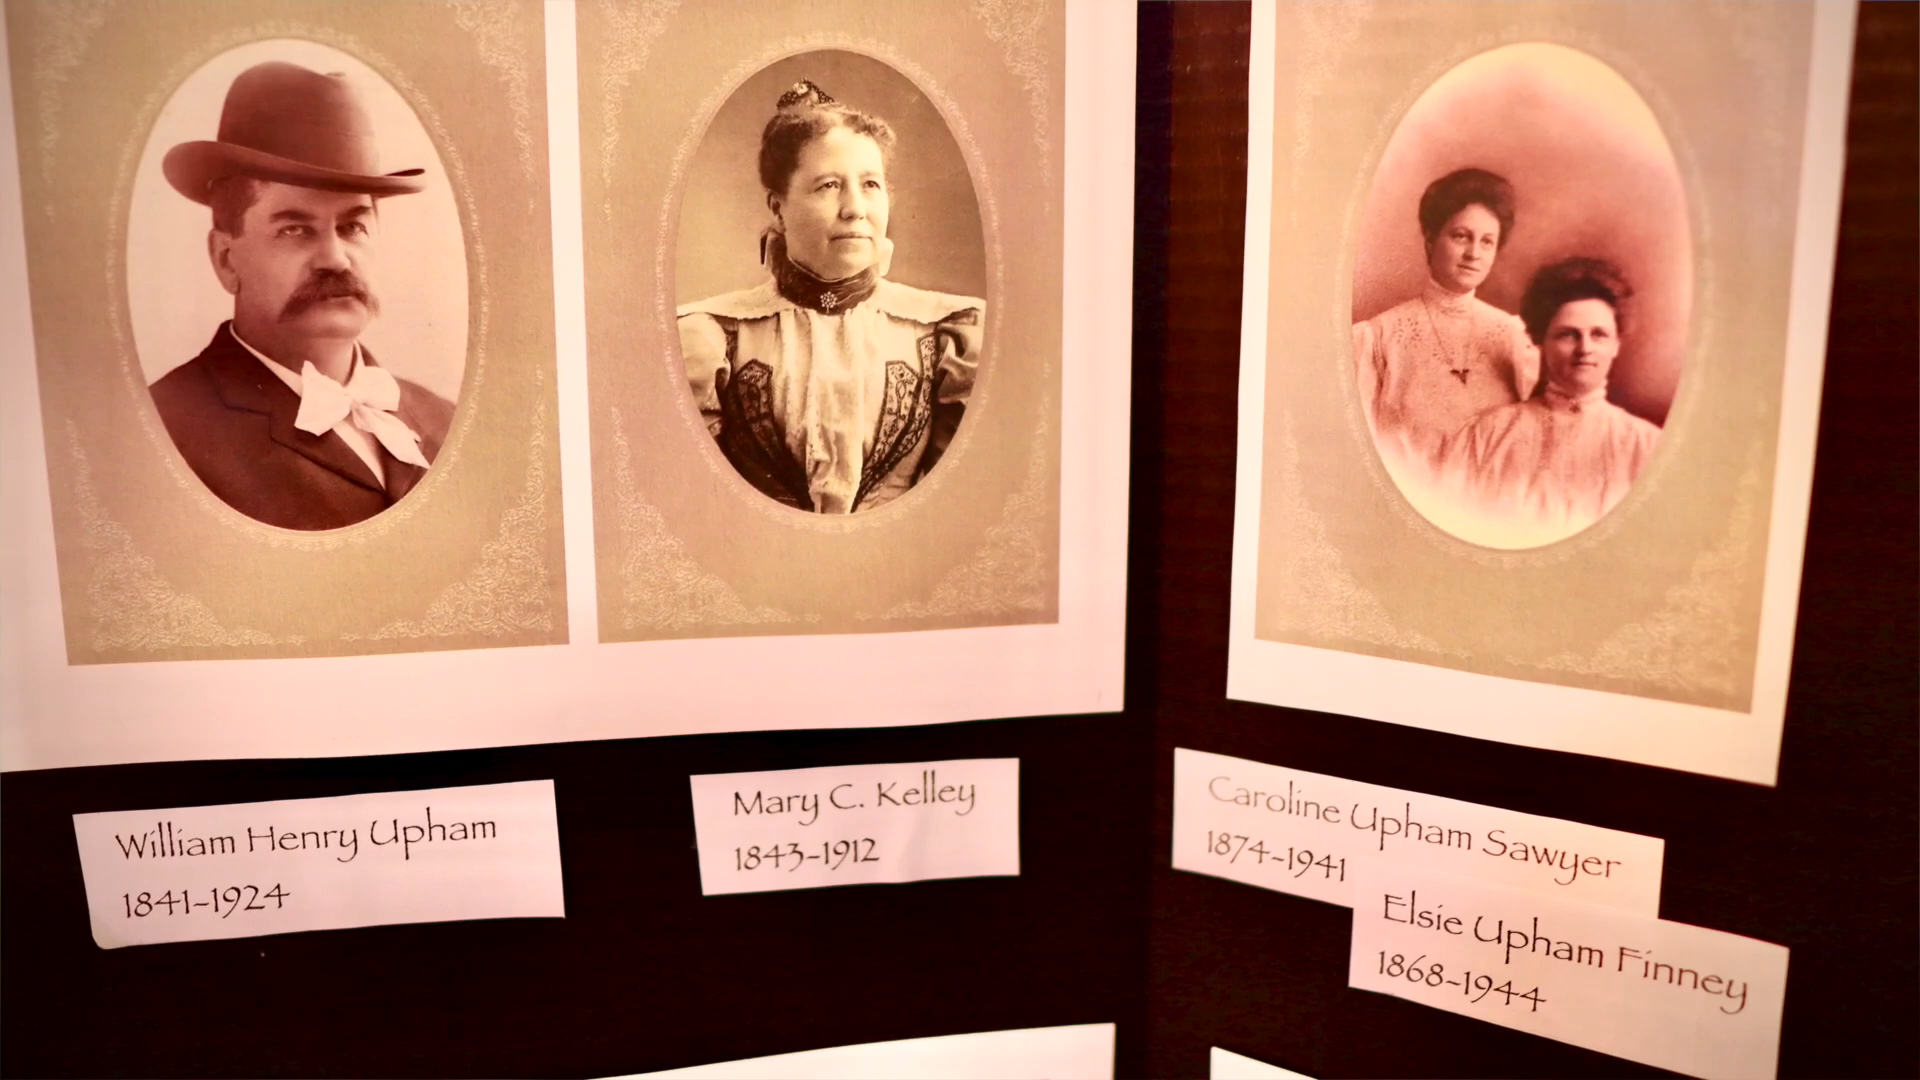 William Henry Upham
1841-1924
Mary C. Kelley
1843-1912
Caroline Upham Sawyer
1874-1941
Elsie Upham Finney
1868-1944